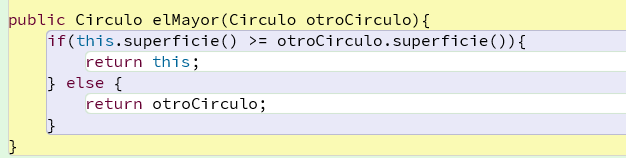 public Circulo elMayor(Circulo otroCirculo){
if(this.superficie() >= otroCirculo.superficie()){
return this;
} else {
return otroCirculo;
}
}